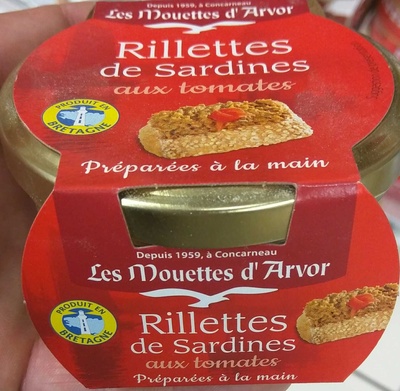 Depuis 1959, à Concarneau
Les Mouettes d'Arvor
Rillettes
de Sardines
aux tomates
PRODUIT EN
BRETAGNE
Préparées à la main
Depuis 1959, à Concarneau
Les Mouettes d'Arvor
PRODUIT EN
BRETAGNE
Rillettes
de Sardines
aux tomates
Préparées à la main